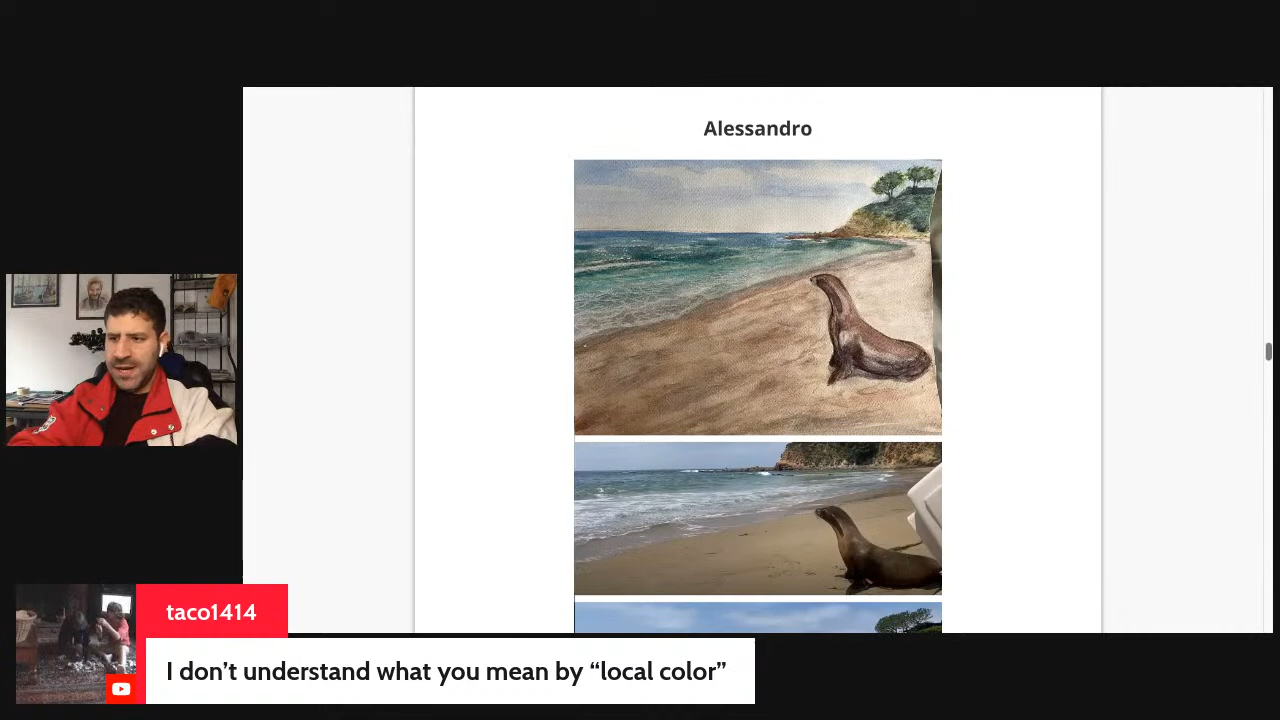 Alessandro
taco1414
I don’t understand what you mean by “local color”